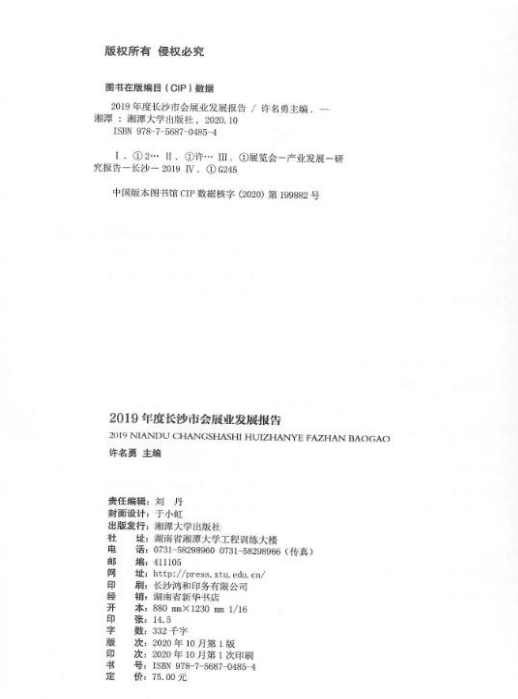 版权所有 侵权必究
图书在版编目(CIP)数据
2019年度长沙市会展业发展报告 / 许名勇主编. —
湘潭 : 湘潭大学出版社, 2020.10
ISBN 978-7-5687-0485-4
Ⅰ. ①2… Ⅱ. ①许… Ⅲ. ①展览会－产业发展－研
究报告－长沙－2019 Ⅳ. ①G245
中国版本图书馆CIP数据核字(2020)第199882号
2019年度长沙市会展业发展报告
2019 NIANDU CHANGSHASHI HUIZHANYE FAZHAN BAOGAO
许名勇 主编
责任编辑: 刘 丹
封面设计: 于小虹
出版发行: 湘潭大学出版社
社 址: 湖南省湘潭大学工程训练大楼
电 话: 0731-58298960 0731-58298966(传真)
邮 编: 411105
网 址: http://press.xtu.edu.cn/
印 刷: 长沙鸿和印务有限公司
经 销: 湖南省新华书店
开 本: 880 mm×1230 mm 1/16
印 张: 14.5
字 数: 332千字
版 次: 2020年10月第1版
印 次: 2020年10月第1次印刷
书 号: ISBN 978-7-5687-0485-4
定 价: 75.00元